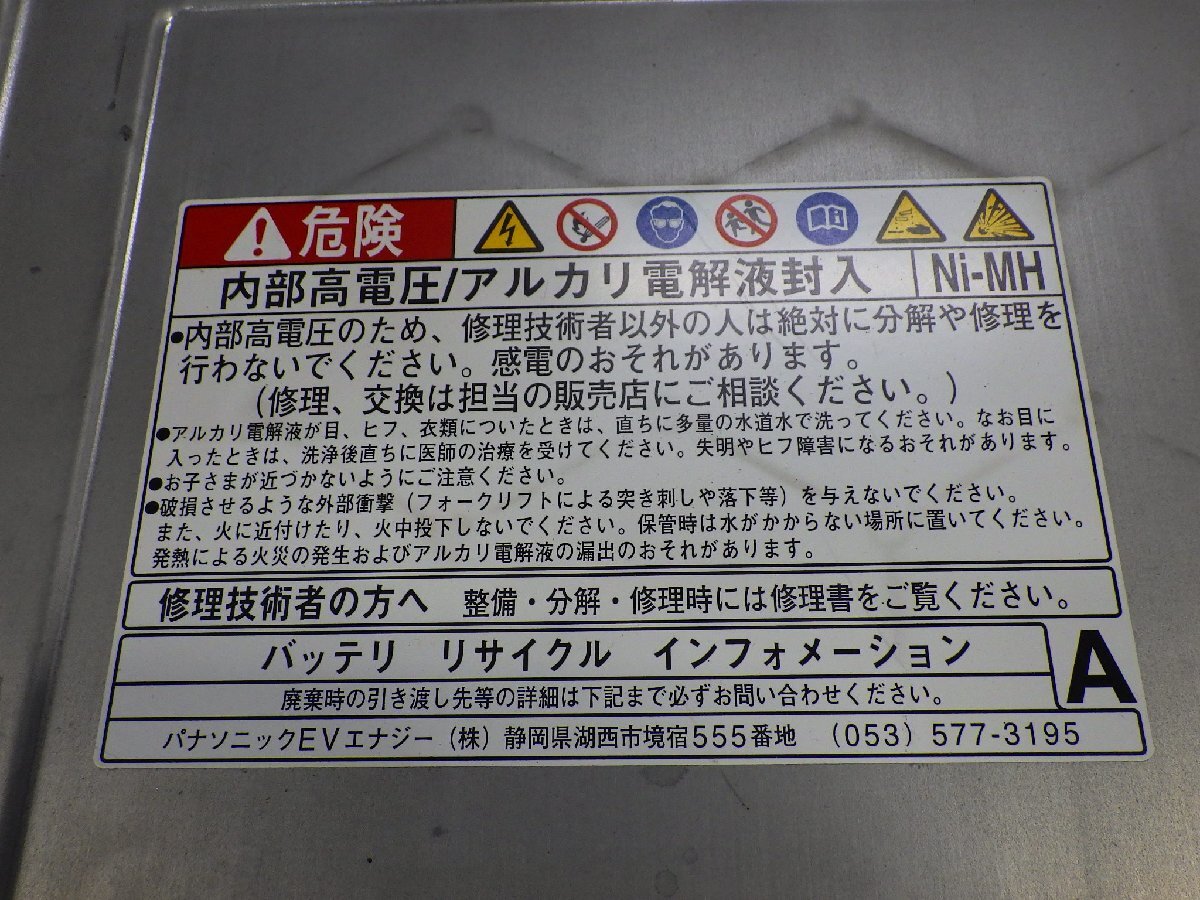 危険
内部高電圧/アルカリ電解液封入 Ni-MH
●内部高電圧のため、修理技術者以外の人は絶対に分解や修理を
行わないでください。感電のおそれがあります。
(修理、交換は担当の販売店にご相談ください。)
●アルカリ電解液が目、ヒフ、衣類についたときは、直ちに多量の水道水で洗ってください。なお目に
入ったときは、洗浄後直ちに医師の治療を受けてください。失明やヒフ障害になるおそれがあります。
●お子さまが近づかないようにご注意ください。
●破損させるような外部衝撃(フォークリフトによる突き刺しや落下等)を与えないでください。
また、火に近付けたり、火中投下しないでください。保管時は水がかからない場所に置いてください。
発熱による火災の発生およびアルカリ電解液の漏出のおそれがあります。
修理技術者の方へ 整備・分解・修理時には修理書をご覧ください。
バッテリ リサイクル インフォメーション A
廃棄時の引き渡し先等の詳細は下記まで必ずお問い合わせください。
パナソニックEVエナジー(株) 静岡県湖西市境宿555番地 (053) 577-3195